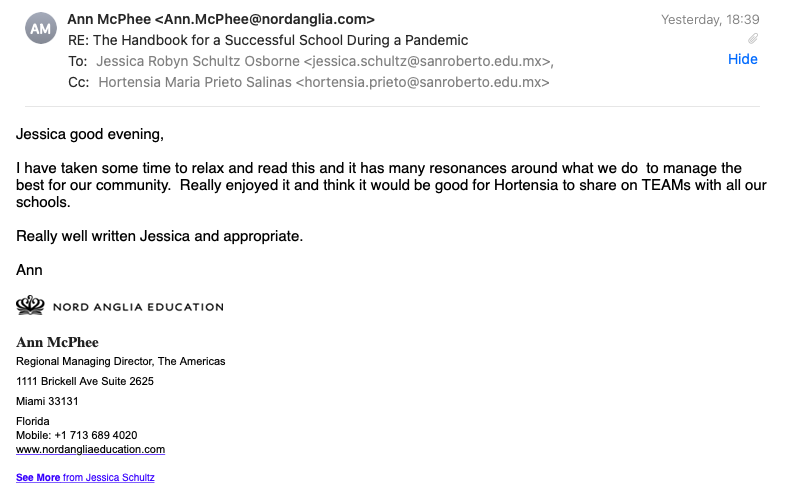 AM
Ann McPhee <Ann.McPhee@nordanglia.com>
Yesterday, 18:39
RE: The Handbook for a Successful School During a Pandemic
To: Jessica Robyn Schultz Osborne <jessica.schultz@sanroberto.edu.mx>,
Hide
Cc: Hortensia Maria Prieto Salinas <hortensia.prieto@sanroberto.edu.mx>
Jessica good evening,
I have taken some time to relax and read this and it has many resonances around what we do  to manage the
best for our community.  Really enjoyed it and think it would be good for Hortensia to share on TEAMs with all our
schools.
Really well written Jessica and appropriate.
Ann
NORD ANGLIA EDUCATION
Ann McPhee
Regional Managing Director, The Americas
1111 Brickell Ave Suite 2625
Miami 33131
Florida
Mobile: +1 713 689 4020
www.nordangliaeducation.com
See More from Jessica Schultz